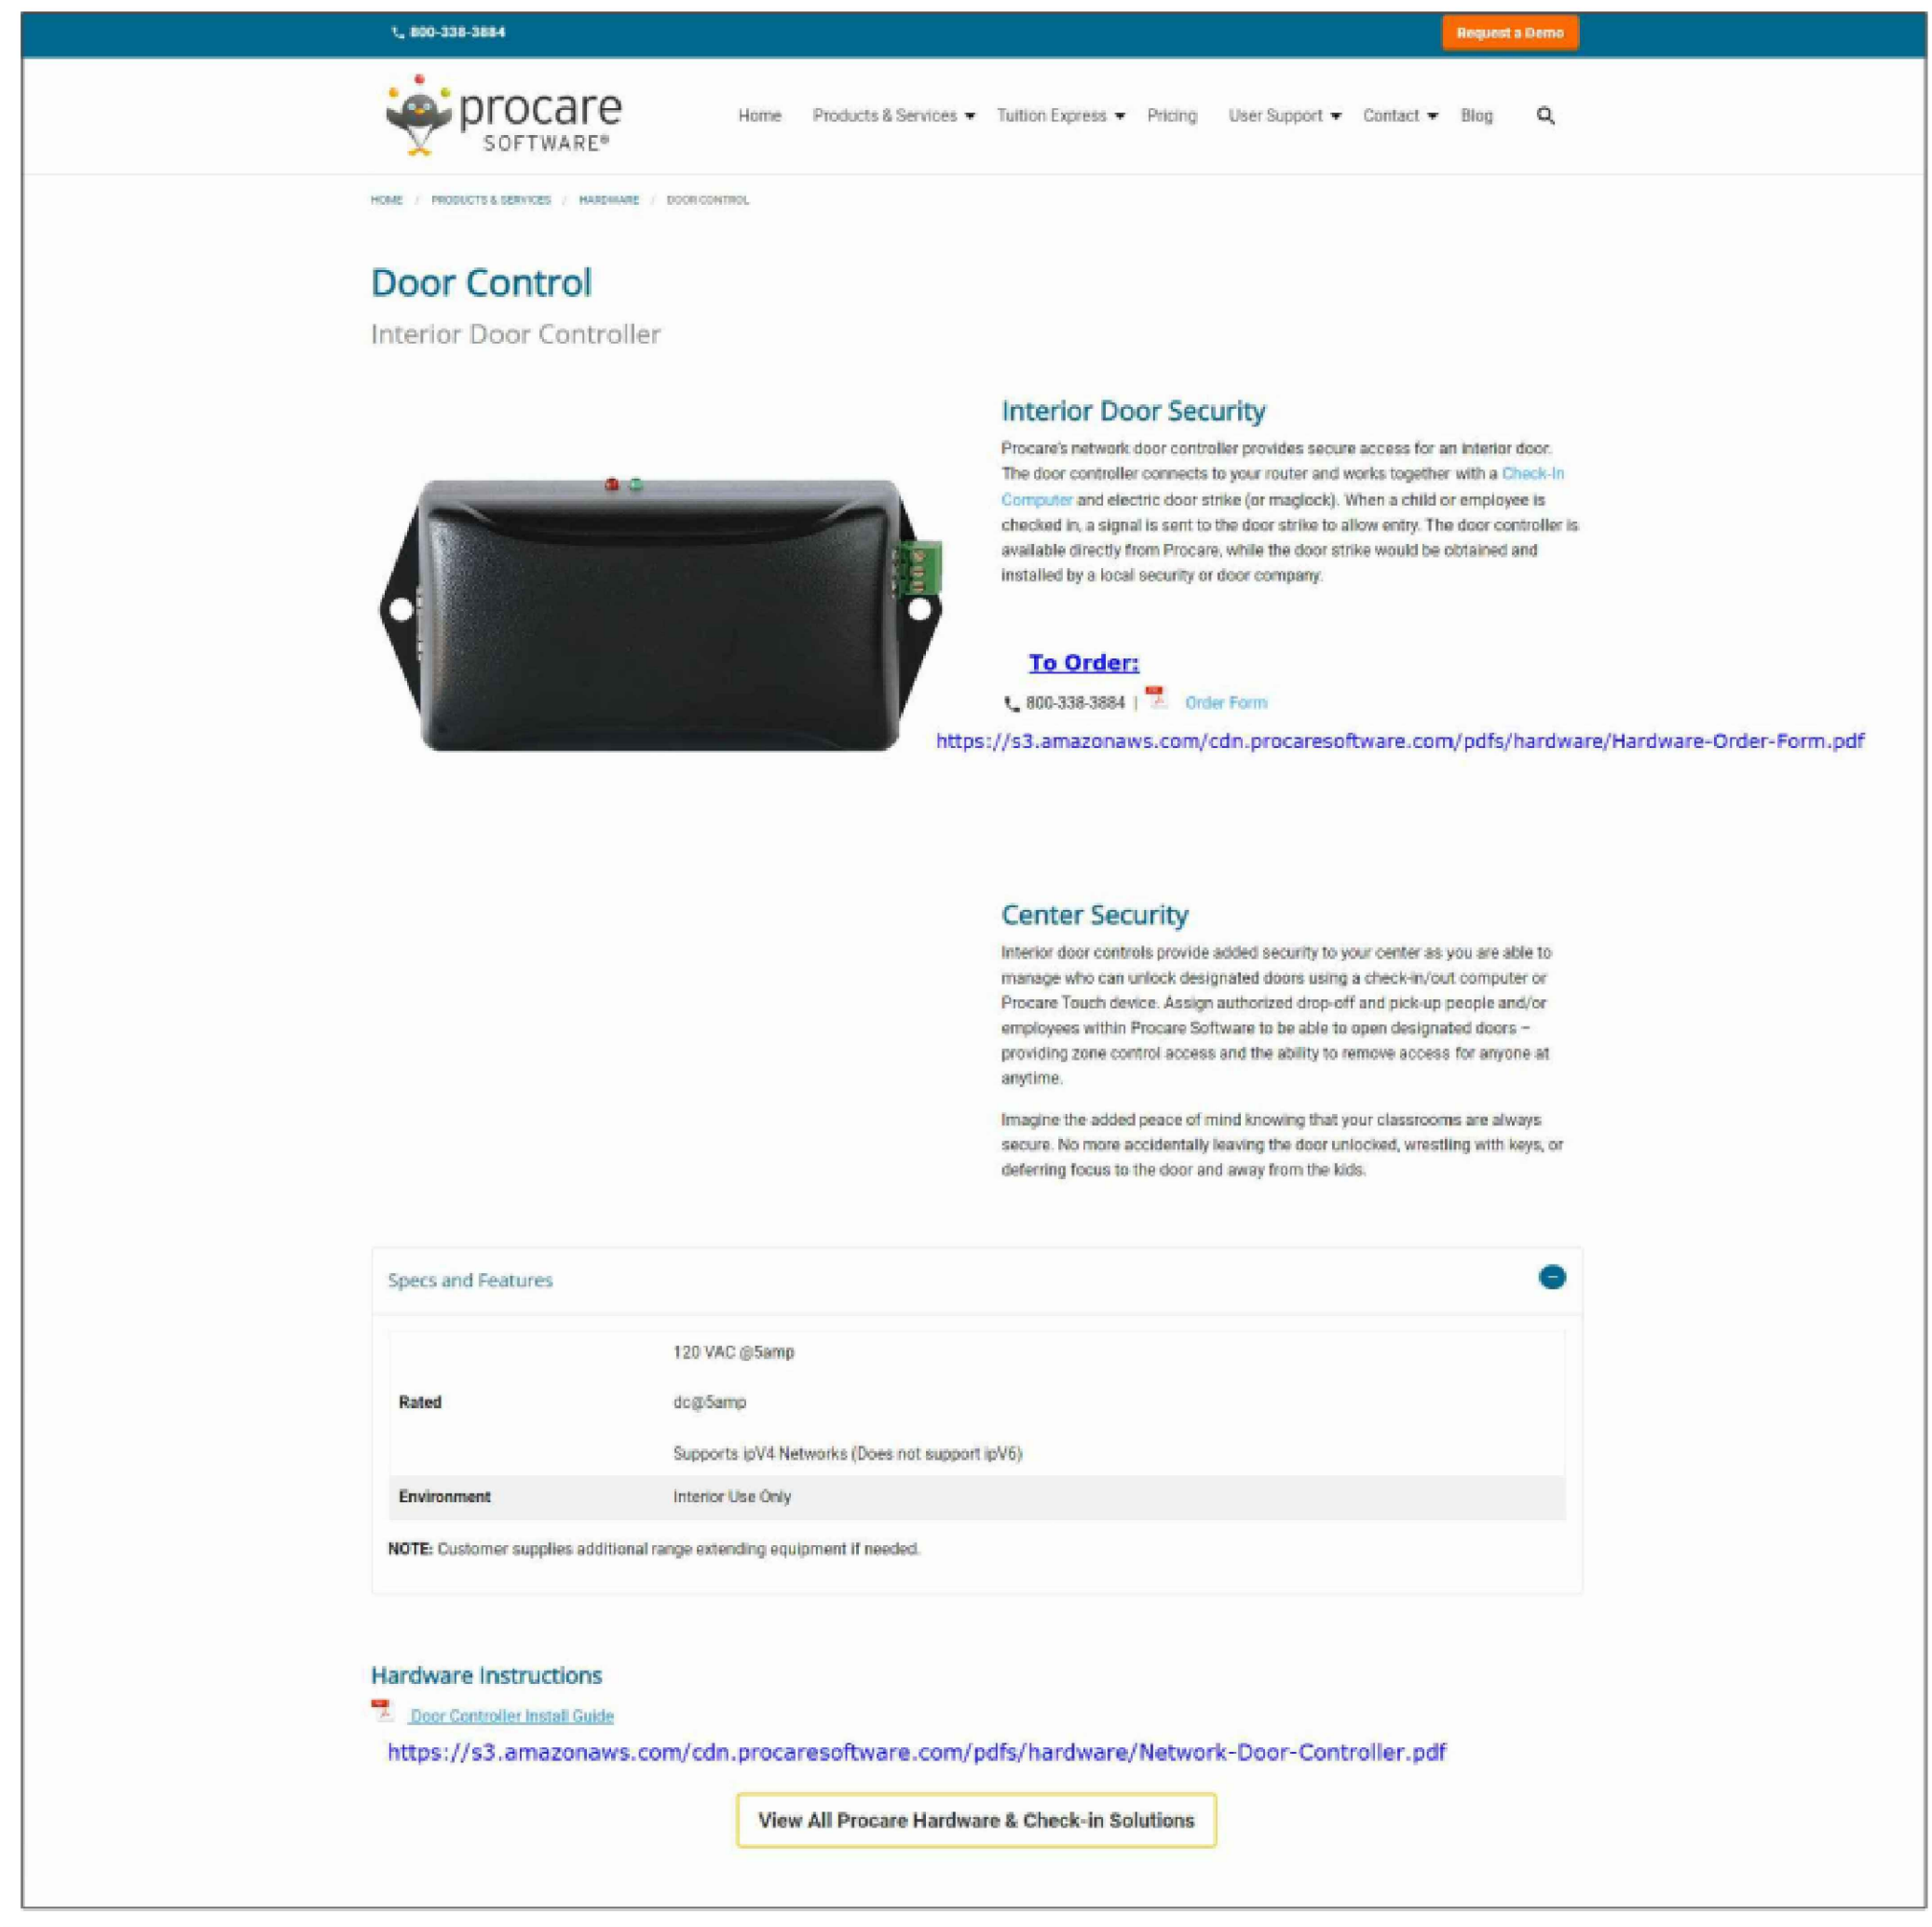 800-338-3884
Request a Demo
procare
SOFTWARE®
Home Products & Services Tuition Express Pricing User Support Contact Blog
HOME / PRODUCTS & SERVICES / HARDWARE / DOOR CONTROL
Door Control
Interior Door Controller
Interior Door Security
Procare's network door controller provides secure access for an interior door.
The door controller connects to your router and works together with a Check-In
Computer and electric door strike (or maglock). When a child or employee is
checked in, a signal is sent to the door strike to allow entry. The door controller is
available directly from Procare, while the door strike would be obtained and
installed by a local security or door company.
To Order:
800-338-3884 | Order Form
https://s3.amazonaws.com/cdn.procaresoftware.com/pdfs/hardware/Hardware-Order-Form.pdf
Center Security
Interior door controls provide added security to your center as you are able to
manage who can unlock designated doors using a check-in/out computer or
Procare Touch device. Assign authorized drop-off and pick-up people and/or
employees within Procare Software to be able to open designated doors –
providing zone control access and the ability to remove access for anyone at
anytime.
Imagine the added peace of mind knowing that your classrooms are always
secure. No more accidentally leaving the door unlocked, wrestling with keys, or
deferring focus to the door and away from the kids.
Specs and Features
120 VAC @5amp
Rated dc@5amp
Supports ipV4 Networks (Does not support ipV6)
Environment Interior Use Only
NOTE: Customer supplies additional range extending equipment if needed.
Hardware Instructions
Door Controller Install Guide
https://s3.amazonaws.com/cdn.procaresoftware.com/pdfs/hardware/Network-Door-Controller.pdf
View All Procare Hardware & Check-in Solutions